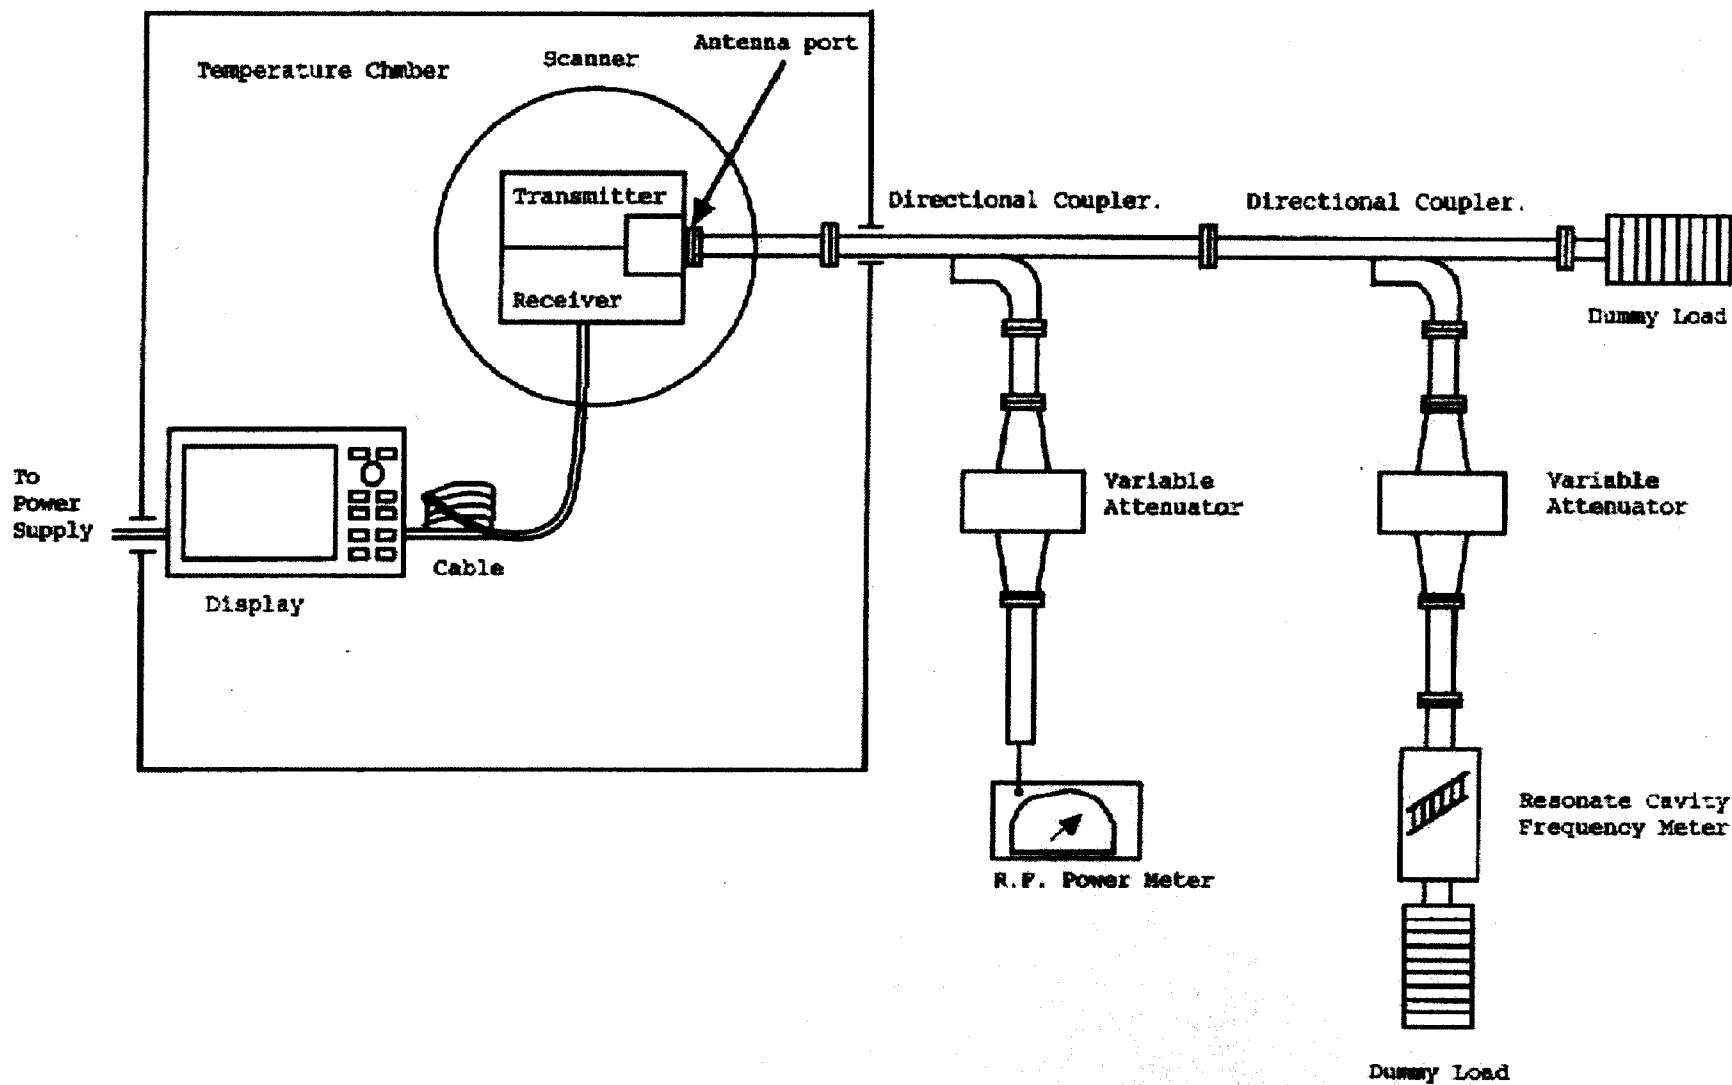 Antenna port
Scanner
Temperature Chmber
Transmitter
Directional Coupler.
Directional Coupler.
Receiver
Dummy Load
To
Power
Supply
Variable
Attenuator
Variable
Attenuator
Cable
Display
Resonate Cavity
Frequency Meter
R.F. Power Meter
Dummy Load